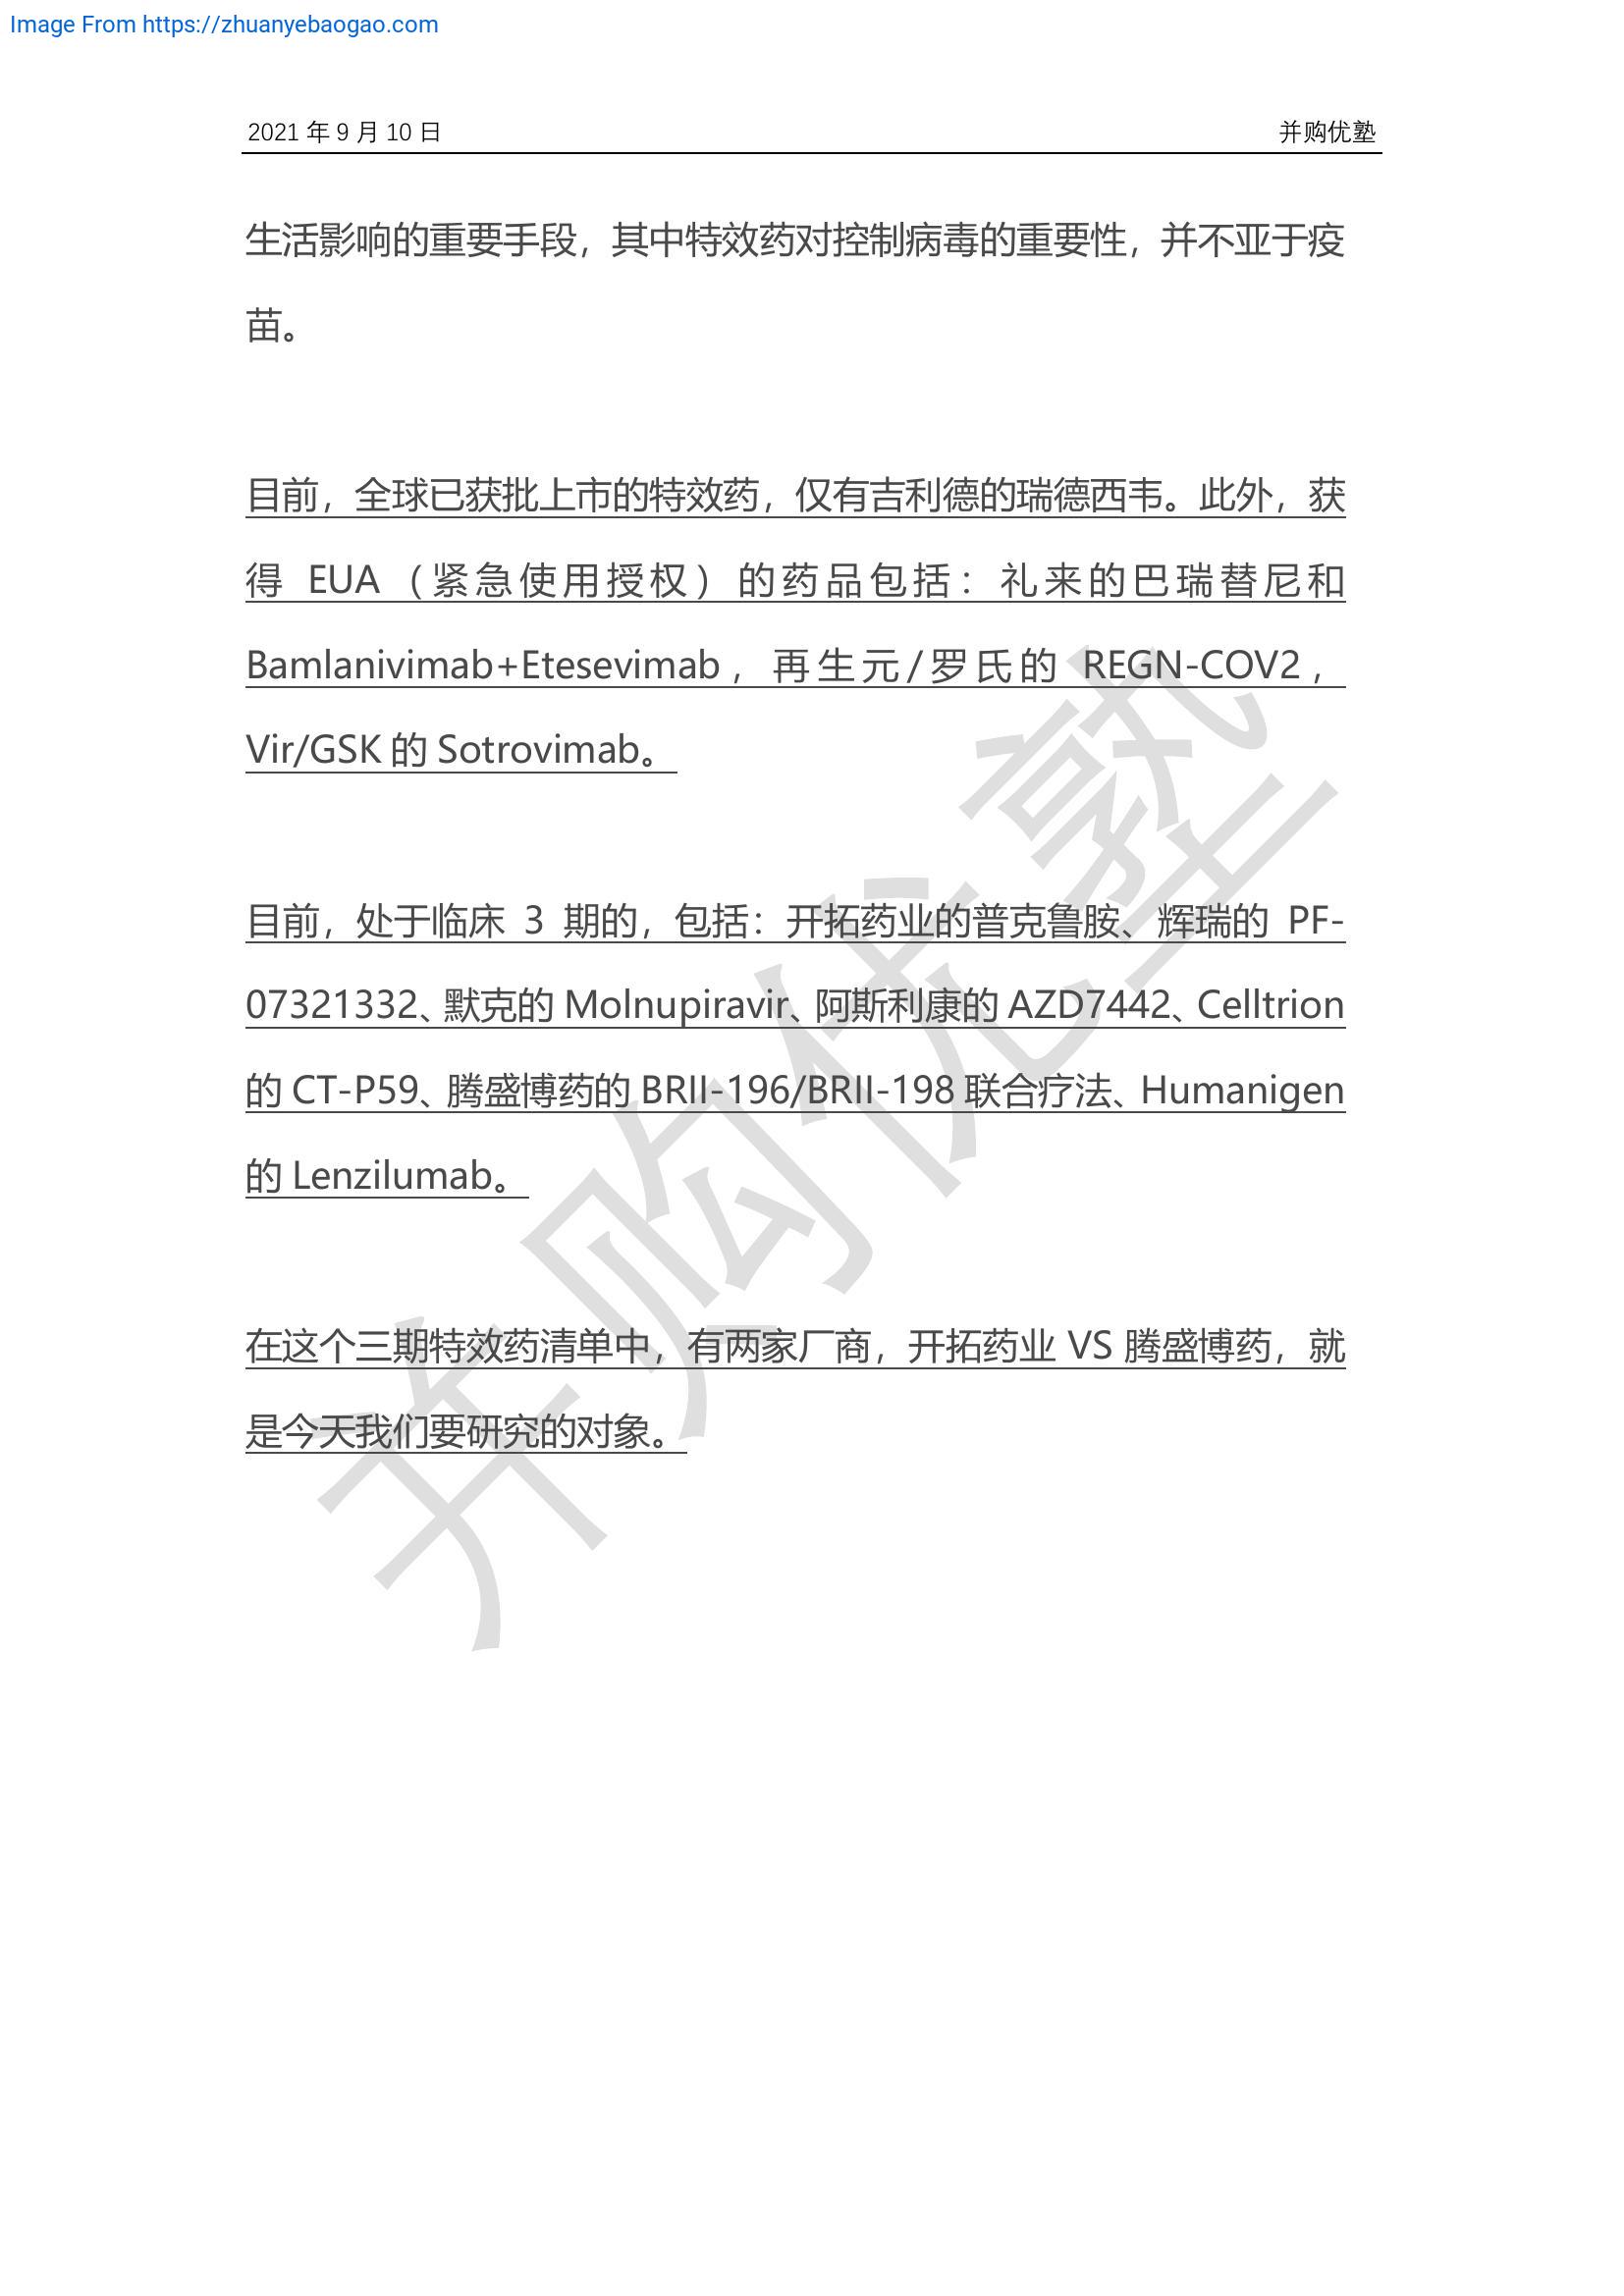 Image From https://zhuanyebaogao.com
2021 年 9 月 10 日 并购优塾
生活影响的重要手段，其中特效药对控制病毒的重要性，并不亚于疫
苗。
目前，全球已获批上市的特效药，仅有吉利德的瑞德西韦。此外，获
得 EUA（紧急使用授权）的药品包括：礼来的巴瑞替尼和
Bamlanivimab+Etesevimab，再生元/罗氏的 REGN-COV2，
Vir/GSK 的 Sotrovimab。
目前，处于临床 3 期的，包括：开拓药业的普克鲁胺、辉瑞的 PF-
07321332、默克的 Molnupiravir、阿斯利康的 AZD7442、Celltrion
的 CT-P59、腾盛博药的 BRII-196/BRII-198 联合疗法、Humanigen
的 Lenzilumab。
在这个三期特效药清单中，有两家厂商，开拓药业 VS 腾盛博药，就
是今天我们要研究的对象。
并购优塾